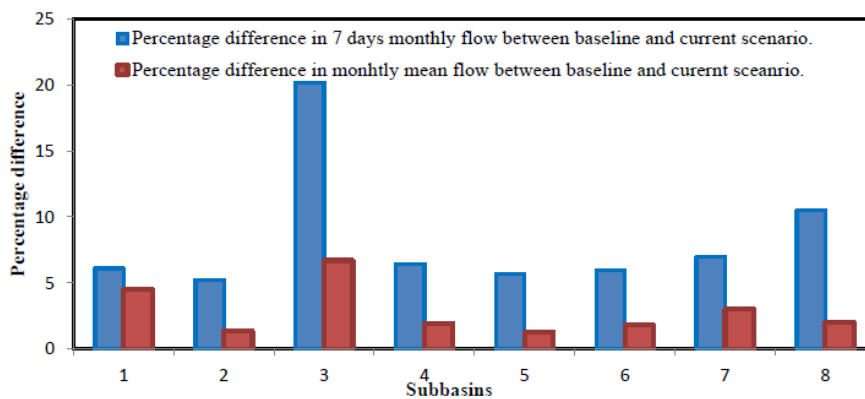 25
20
15
10
5
0
Percentage difference
Percentage difference in 7 days monthly flow between baseline and current scenario.
Percentage difference in monhtly mean flow between baseline and curernt sceanrio.
1 2 3 4 5 6 7 8
Subbasins